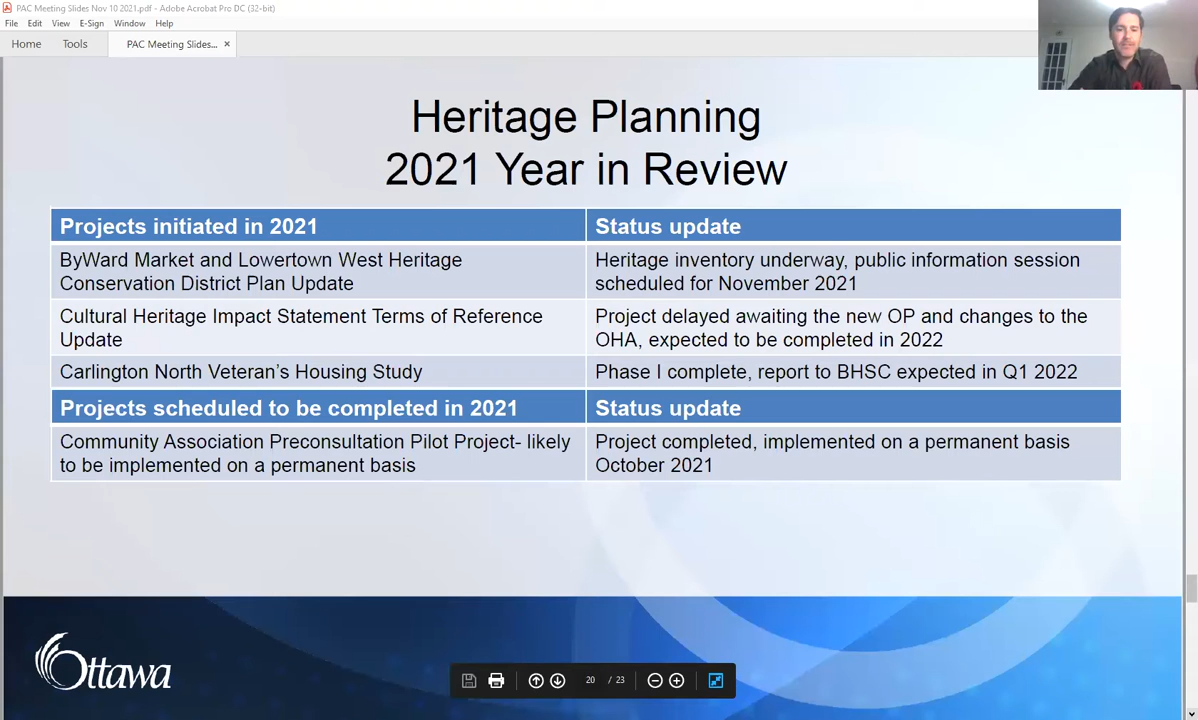 PAC Meeting Slides Nov 10 2021.pdf - Adobe Acrobat Pro DC (32-bit)
File Edit View E-Sign Window Help
Home Tools PAC Meeting Slides... ×
Heritage Planning
2021 Year in Review
Projects initiated in 2021
Status update
ByWard Market and Lowertown West Heritage
Conservation District Plan Update
Heritage inventory underway, public information session
scheduled for November 2021
Cultural Heritage Impact Statement Terms of Reference
Update
Project delayed awaiting the new OP and changes to the
OHA, expected to be completed in 2022
Carlington North Veteran's Housing Study
Phase I complete, report to BHSC expected in Q1 2022
Projects scheduled to be completed in 2021
Status update
Community Association Preconsultation Pilot Project- likely
to be implemented on a permanent basis
Project completed, implemented on a permanent basis
October 2021
Ottawa
20 / 23